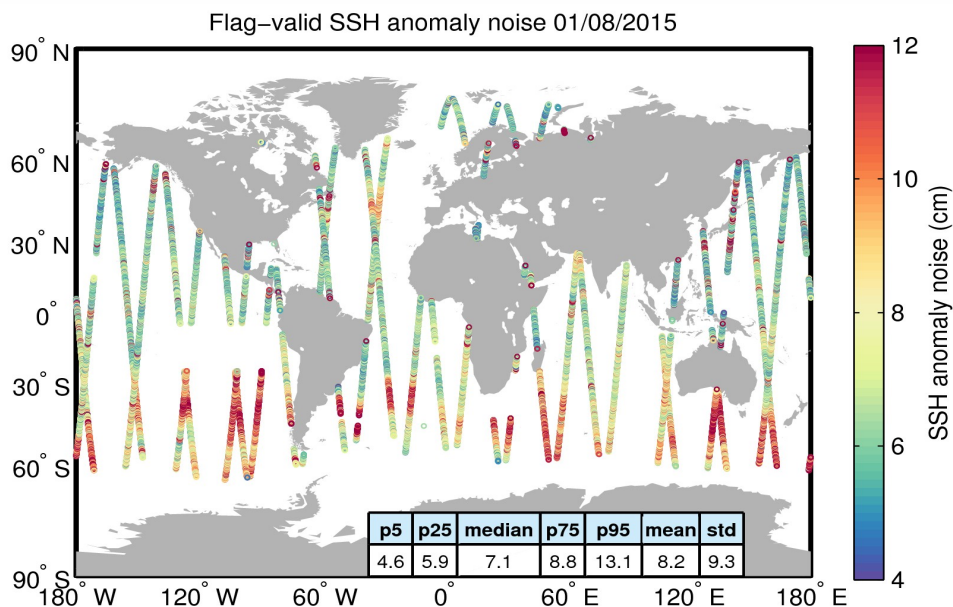 Flag−valid SSH anomaly noise 01/08/2015
90° N
60° N
30° N
0°
30° S
60° S
90° S
180° W
120° W
60° W
0°
60° E
120° E
180° E
p5 p25 median p75 p95 mean std
4.6 5.9 7.1 8.8 13.1 8.2 9.3
12
10
8
6
4
SSH anomaly noise (cm)